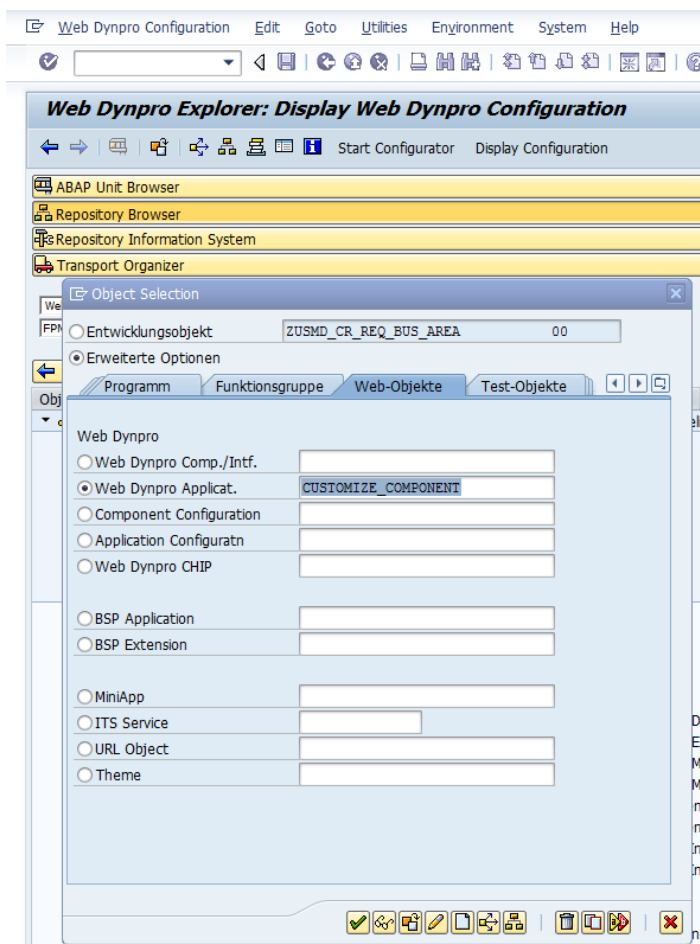 Web Dynpro Configuration Edit Goto Utilities Environment System Help
Web Dynpro Explorer: Display Web Dynpro Configuration
Start Configurator Display Configuration
ABAP Unit Browser
Repository Browser
Repository Information System
Transport Organizer
Object Selection
We
Entwicklungsobjekt ZUSMD_CR_REQ_BUS_AREA 00
FPM
Erweiterte Optionen
Programm Funktionsgruppe Web-Objekte Test-Objekte
Obj
Web Dynpro
Web Dynpro Comp./Intf.
Web Dynpro Applicat. CUSTOMIZE_COMPONENT
Component Configuration
Application Configuratn
Web Dynpro CHIP
BSP Application
BSP Extension
MiniApp
ITS Service
URL Object
Theme